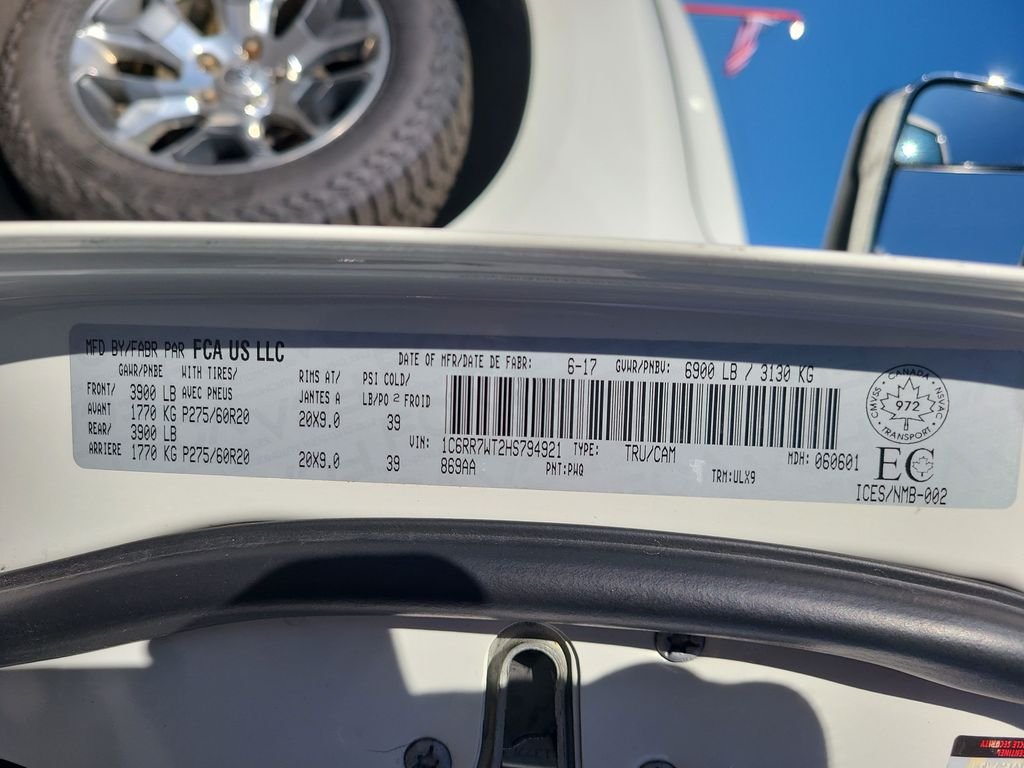 MFD BY/FABR PAR FCA US LLC
DATE OF MFR/DATE DE FABR: 6-17 GVWR/PNBV: 6900 LB / 3130 KG
GAWR/PNBE WITH TIRES/ RIMS AT/ PSI COLD/
FRONT/ 3900 LB AVEC PNEUS JANTES A LB/PO 2 FROID
AVANT 1770 KG P275/60R20 20X9.0 39
REAR/ 3900 LB
ARRIERE 1770 KG P275/60R20 20X9.0 39
VIN: 1C6RR7WT2HS794921 TYPE: TRU/CAM MDH: 060601
869AA PNT:PWQ TRM:ULX9
CANADA
CMVSS 972 NSVAC
TRANSPORT
EC
ICES/NMB-002